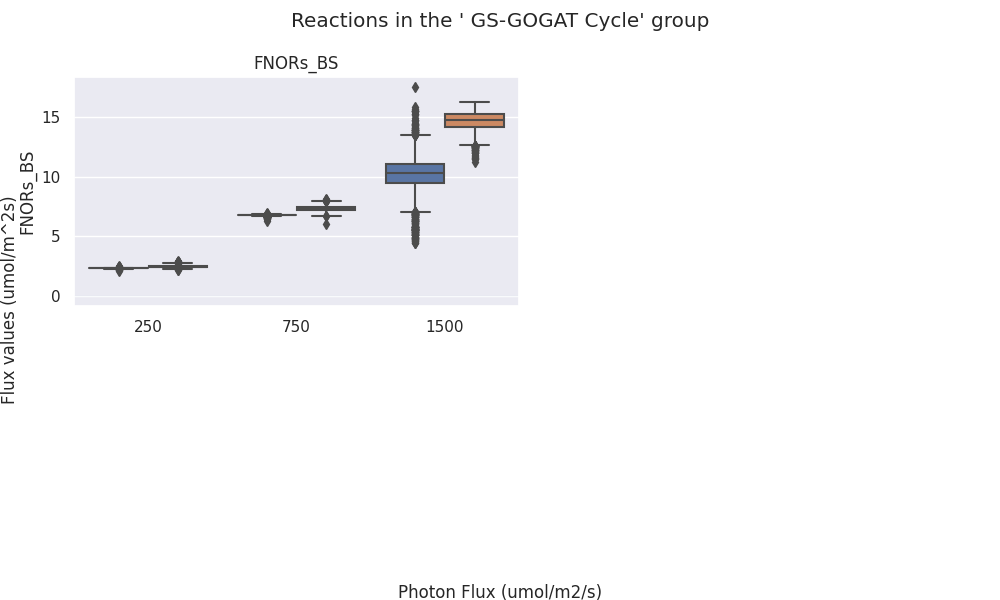 Reactions in the ' GS-GOGAT Cycle' group
FNORs_BS
Flux values (umol/m^2s)
FNORs_BS
15
10
5
0
250 750 1500
Photon Flux (umol/m2/s)